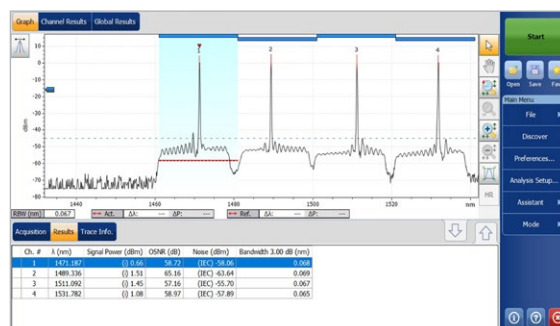 Graph Channel Results Global Results
Start
10
0
-10
-20
-30
-40
-50
-60
-70
-80
dBm
1 2 3 4
1440 1460 1480 1500 1520 nm
Open Save Fav
Main Menu
File
Discover
Preferences...
Analysis Setup...
Assistant
Mode
HR
RBW (nm) 0.067 Act. Δλ: --- ΔP: --- Ref. Δλ: --- ΔP: ---
Acquisition Results Trace Info.
Ch. # λ (nm) Signal Power (dBm) OSNR (dB) Noise (dBm) Bandwidth 3.00 dB (nm)
1 1471.187 (i) 0.66 58.72 (IEC) -58.06 0.068
2 1489.336 (i) 1.51 65.16 (IEC) -63.64 0.069
3 1511.092 (i) 1.45 57.16 (IEC) -55.70 0.067
4 1531.782 (i) 1.08 58.97 (IEC) -57.89 0.065